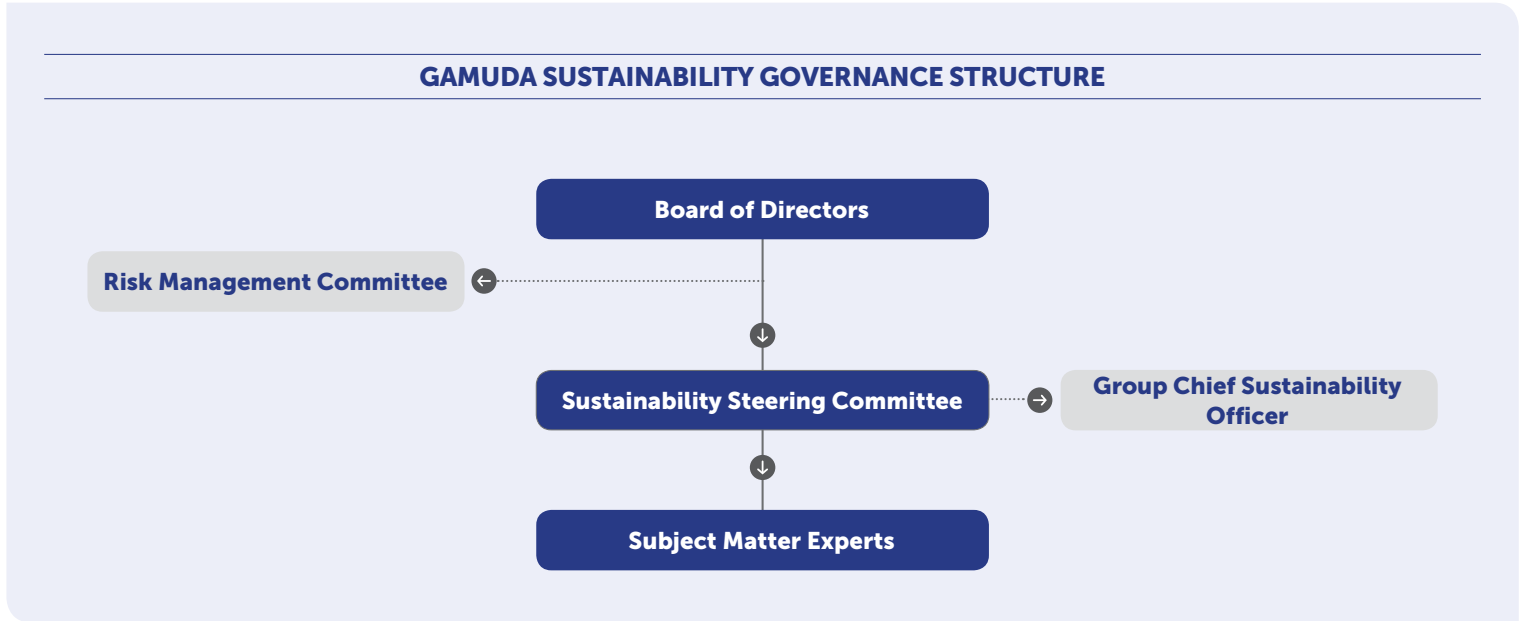 GAMUDA SUSTAINABILITY GOVERNANCE STRUCTURE
Board of Directors
Risk Management Committee
Sustainability Steering Committee
Group Chief Sustainability
Officer
Subject Matter Experts